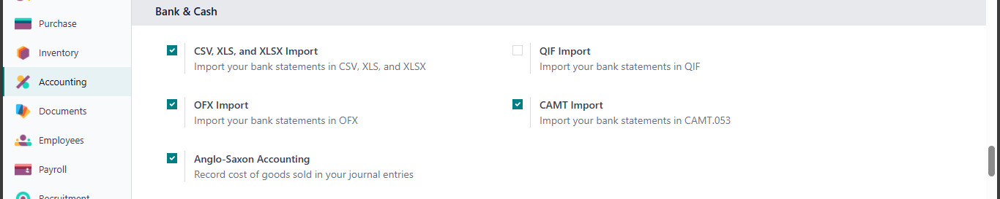 Bank & Cash
Purchase
Inventory
Accounting
Documents
Employees
Payroll
Recruitment
CSV, XLS, and XLSX Import
Import your bank statements in CSV, XLS, and XLSX
QIF Import
Import your bank statements in QIF
OFX Import
Import your bank statements in OFX
CAMT Import
Import your bank statements in CAMT.053
Anglo-Saxon Accounting
Record cost of goods sold in your journal entries